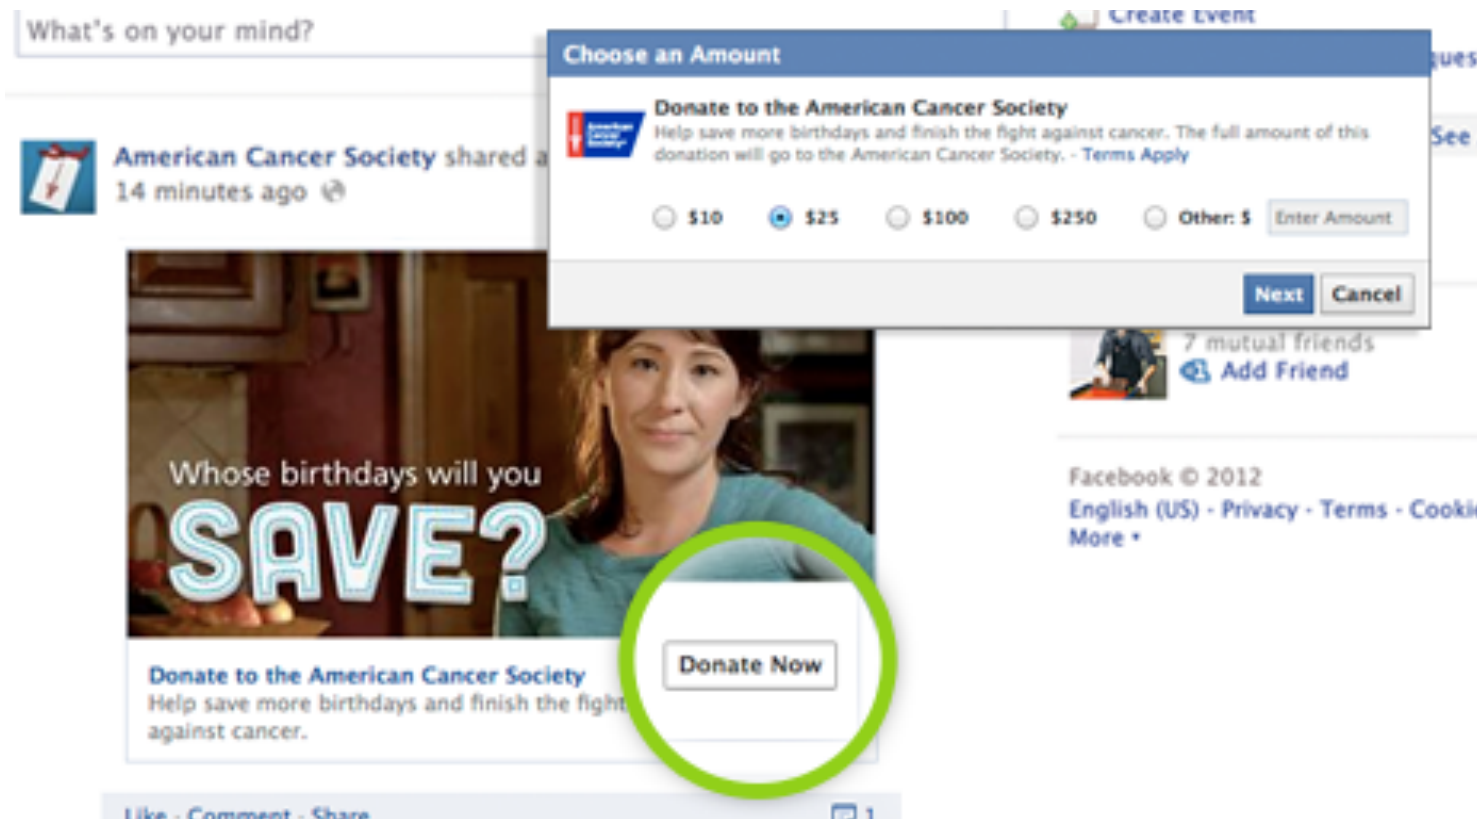 What's on your mind?
Create Event
Choose an Amount
Donate to the American Cancer Society
Help save more birthdays and finish the fight against cancer. The full amount of this
donation will go to the American Cancer Society. - Terms Apply
American
Cancer
Society
$10 $25 $100 $250 Other: $ Enter Amount
Next Cancel
See
American Cancer Society shared
14 minutes ago
7 mutual friends
Add Friend
Whose birthdays will you
SAVE?
Facebook © 2012
English (US) · Privacy · Terms ·
More
Donate Now
Donate to the American Cancer Society
Help save more birthdays and finish the fight
against cancer.
Like · Comment · Share
1